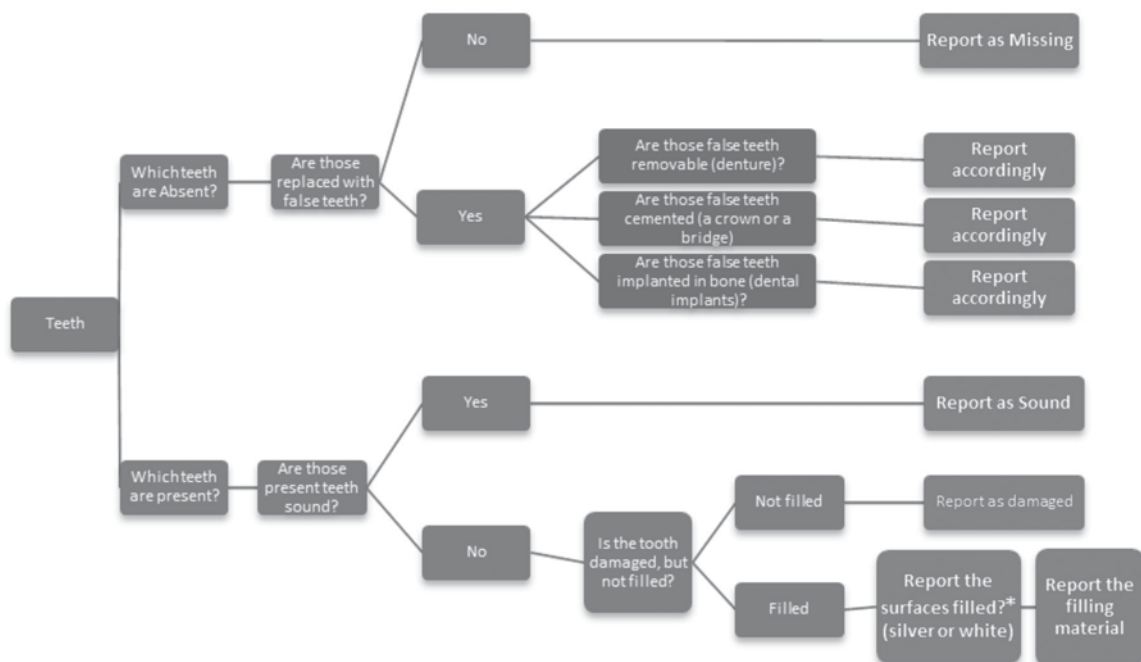 Teeth
Which teeth
are Absent?
Are those
replaced with
false teeth?
No
Report as Missing
Yes
Are those false teeth
removable (denture)?
Report
accordingly
Are those false teeth
cemented (a crown or a
bridge)
Report
accordingly
Are those false teeth
implanted in bone (dental
implants)?
Report
accordingly
Which teeth
are present?
Are those
present teeth
sound?
Yes
Report as Sound
No
Is the tooth
damaged, but
not filled?
Not filled
Report as damaged
Filled
Report the
surfaces filled?*
(silver or white)
Report the
filling
material